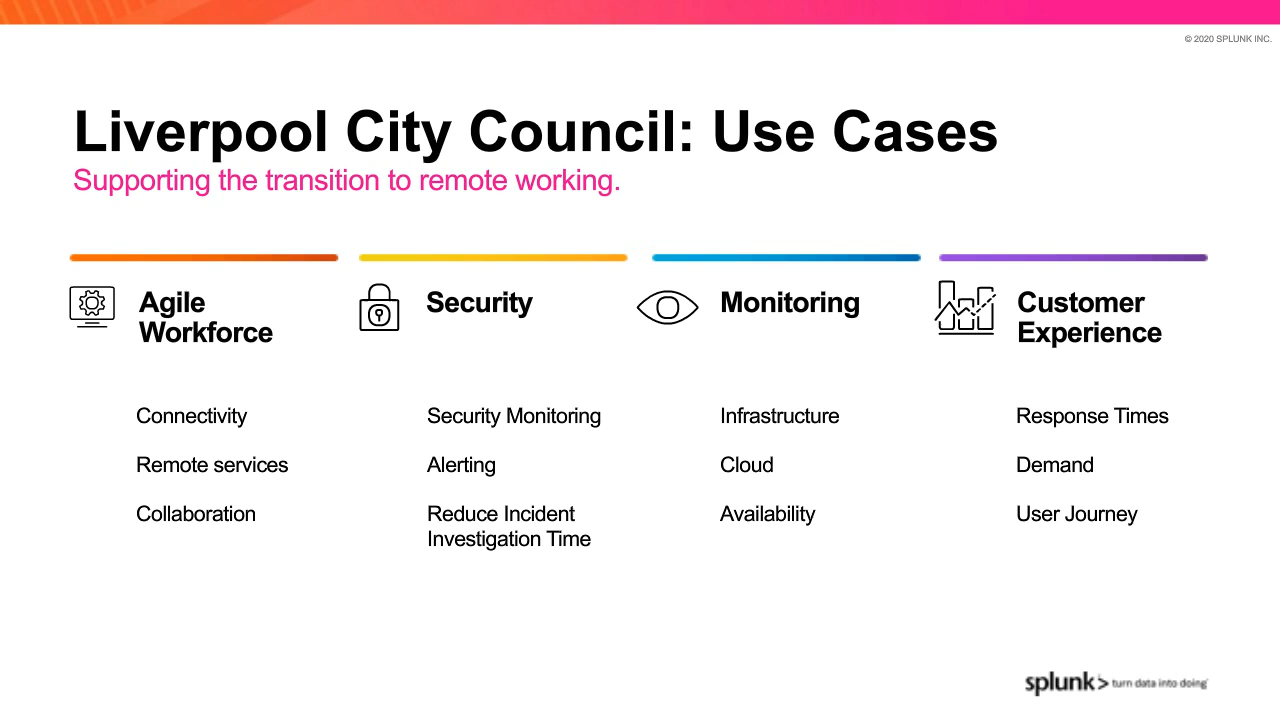 © 2020 SPLUNK INC.
Liverpool City Council: Use Cases
Supporting the transition to remote working.
Agile
Workforce
Connectivity
Remote services
Collaboration
Security
Security Monitoring
Alerting
Reduce Incident
Investigation Time
Monitoring
Infrastructure
Cloud
Availability
Customer
Experience
Response Times
Demand
User Journey
splunk> turn data into doing